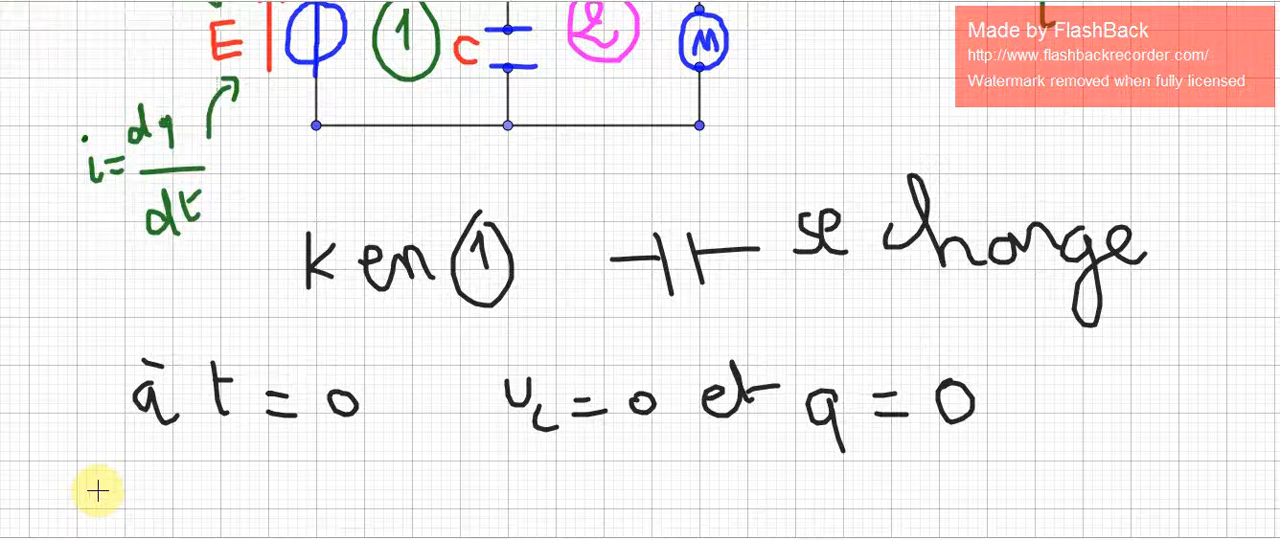 E
1
C
2
M
Made by FlashBack
http://www.flashbackrecorder.com/
Watermark removed when fully licensed
i=dq/dt
K en 1 se charge
à t = 0 uc = 0 et q = 0